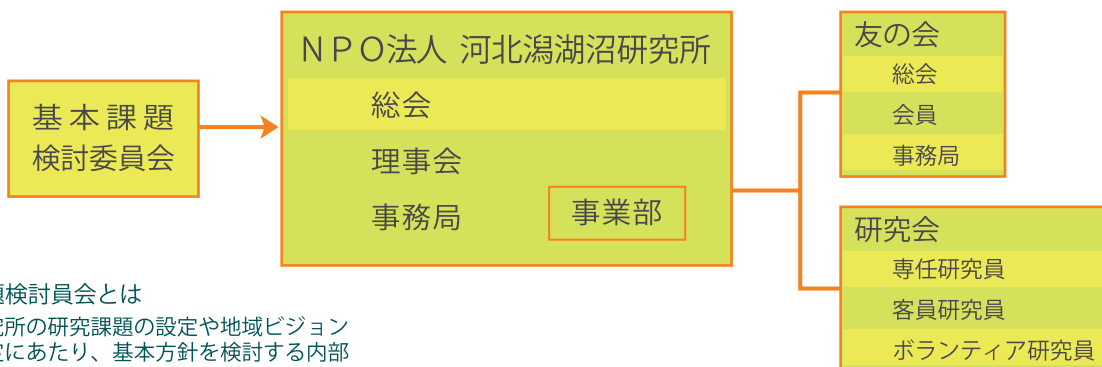 基本課題
検討委員会
NPO法人 河北潟湖沼研究所
総会
理事会
事務局
事業部
友の会
総会
会員
事務局
研究会
専任研究員
客員研究員
ボランティア研究員
題検討員会とは
究所の研究課題の設定や地域ビジョン
定にあたり、基本方針を検討する内部